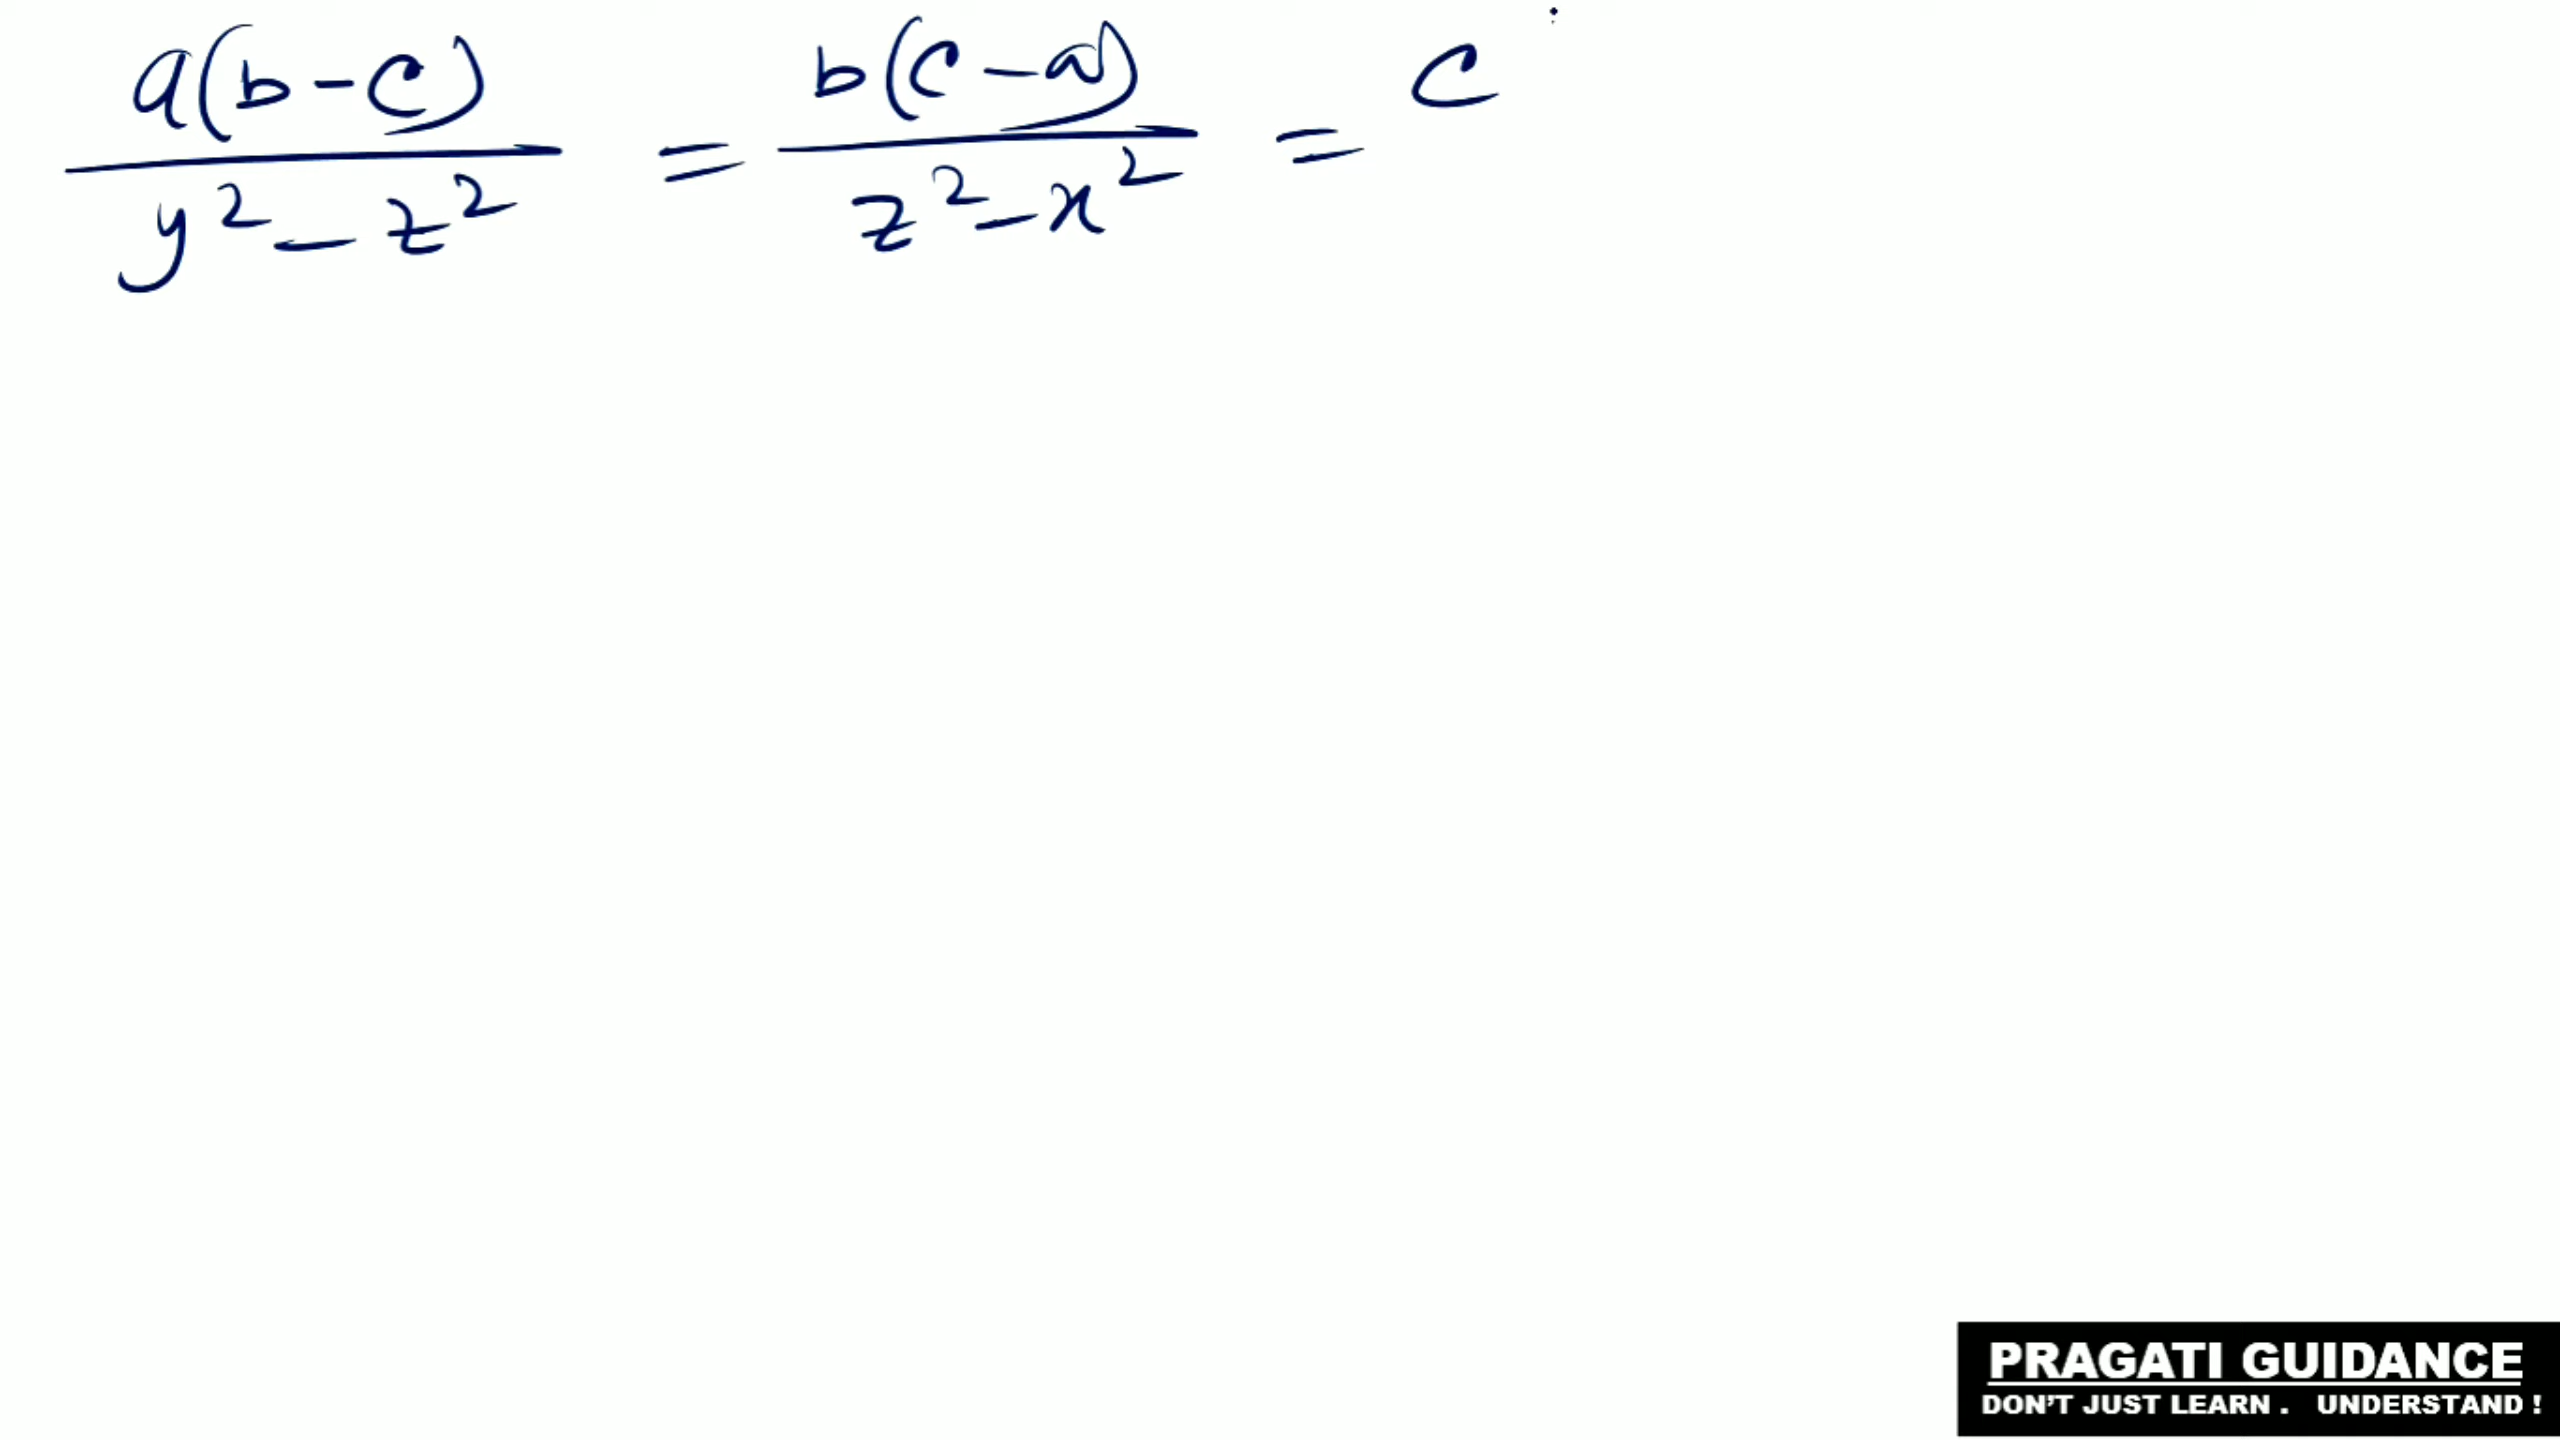 a(b-c)/y²-z² = b(c-a)/z²-x² = c
PRAGATI GUIDANCE
DON'T JUST LEARN . UNDERSTAND !